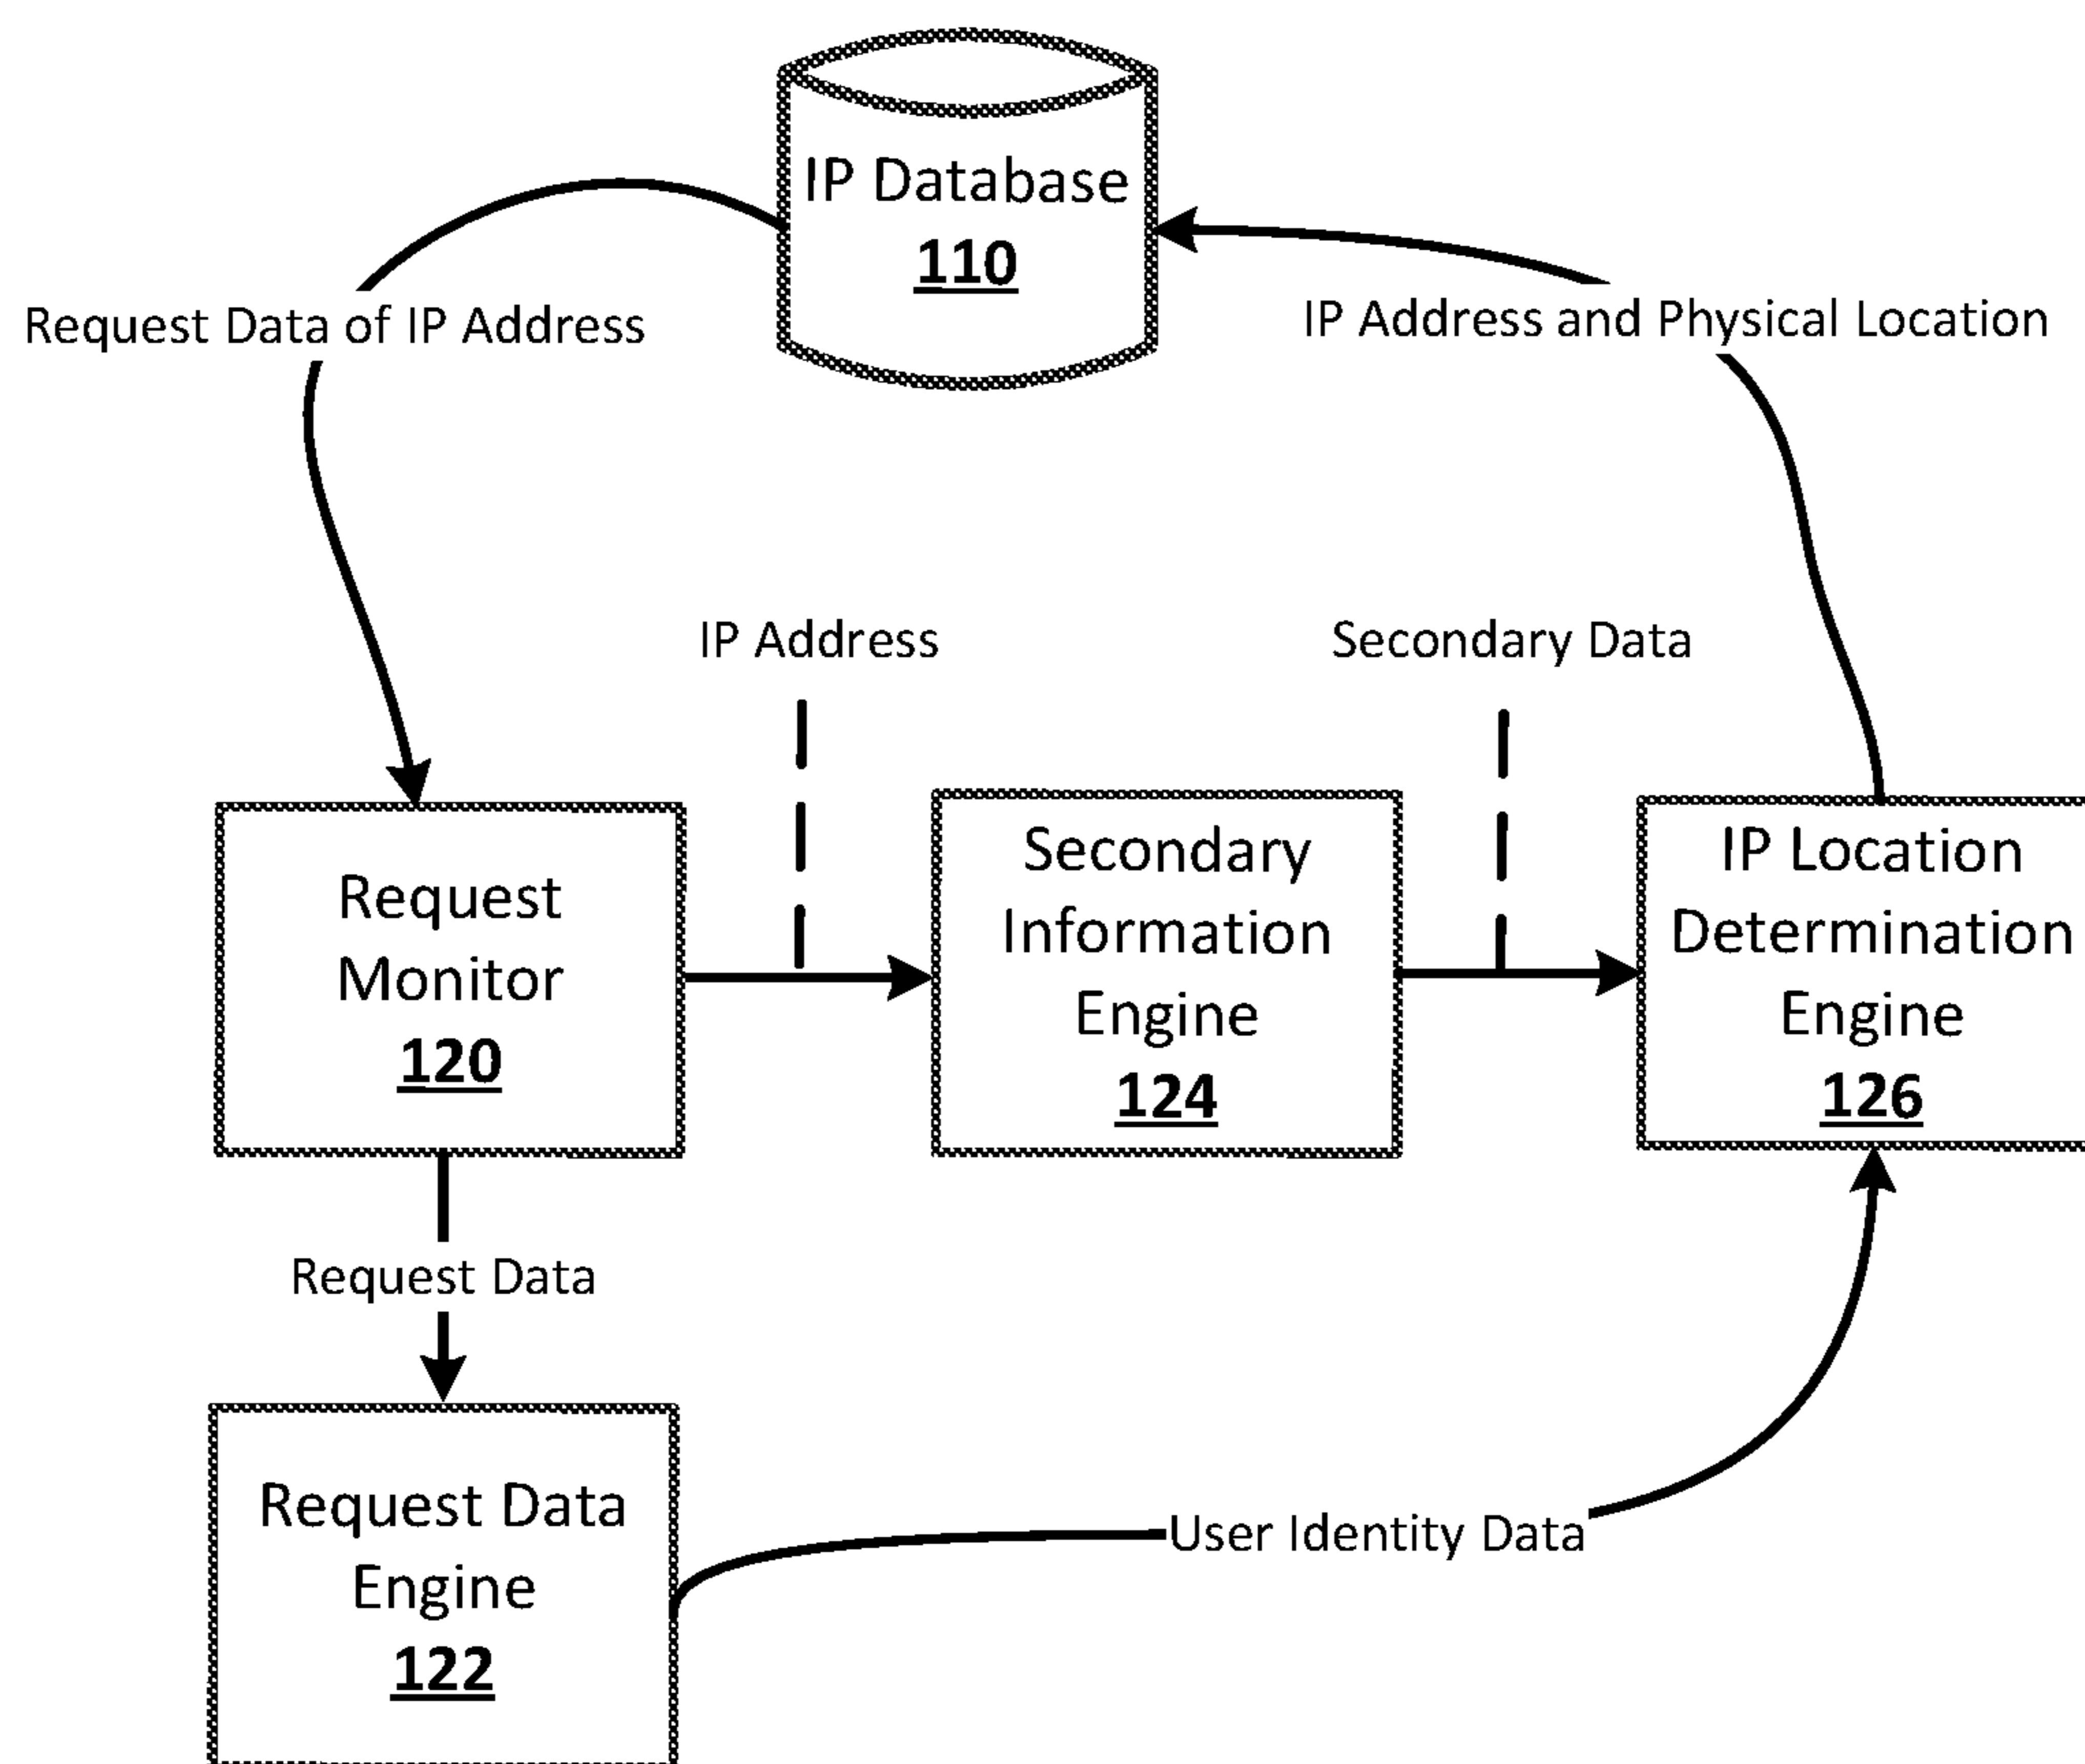 IP Database
110
Request Data of IP Address
IP Address and Physical Location
IP Address
Secondary Data
Request
Monitor
120
Secondary
Information
Engine
124
IP Location
Determination
Engine
126
Request Data
Request Data
Engine
122
User Identity Data